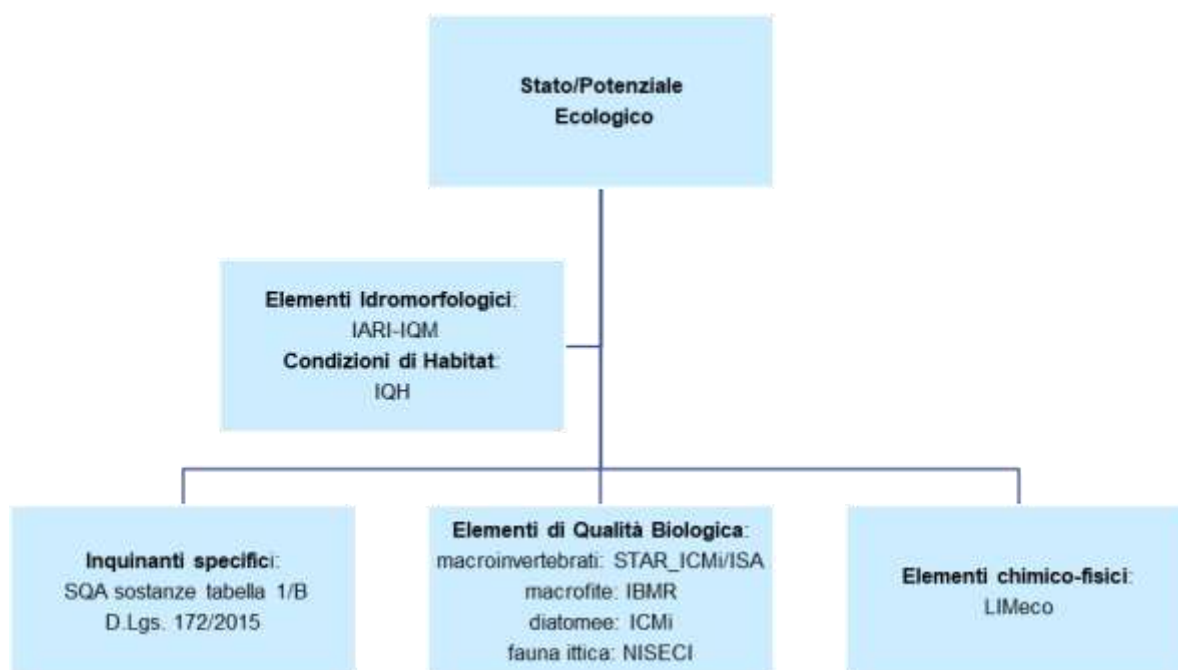 Stato/Potenziale
Ecologico
Elementi Idromorfologici:
IARI-IQM
Condizioni di Habitat:
IQH
Inquinanti specifici:
SQA sostanze tabella 1/B
D.Lgs. 172/2015
Elementi di Qualità Biologica:
macroinvertebrati: STAR_ICMi/ISA
macrofite: IBMR
diatomee: ICMi
fauna ittica: NISECI
Elementi chimico-fisici:
LIMeco